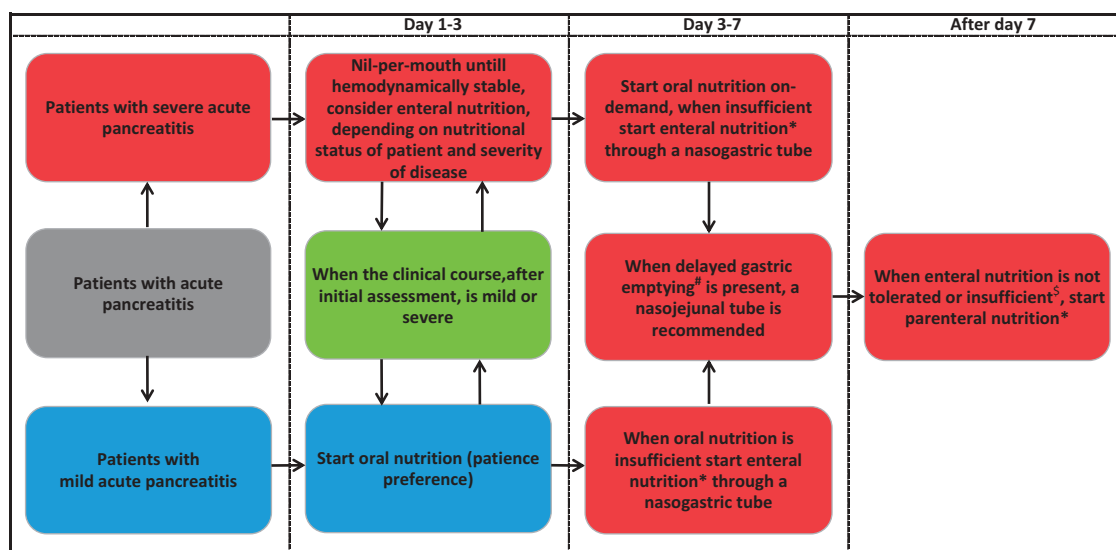 Day 1-3
Day 3-7
After day 7
Patients with severe acute
pancreatitis
Nil-per-mouth untill
hemodynamically stable,
consider enteral nutrition,
depending on nutritional
status of patient and severity
of disease
Start oral nutrition on-
demand, when insufficient
start enteral nutrition*
through a nasogastric tube
Patients with acute
pancreatitis
When the clinical course,after
initial assessment, is mild or
severe
When delayed gastric
emptying# is present, a
nasojejunal tube is
recommended
When enteral nutrition is not
tolerated or insufficient$, start
parenteral nutrition*
Patients with
mild acute pancreatitis
Start oral nutrition (patience
preference)
When oral nutrition is
insufficient start enteral
nutrition* through a
nasogastric tube